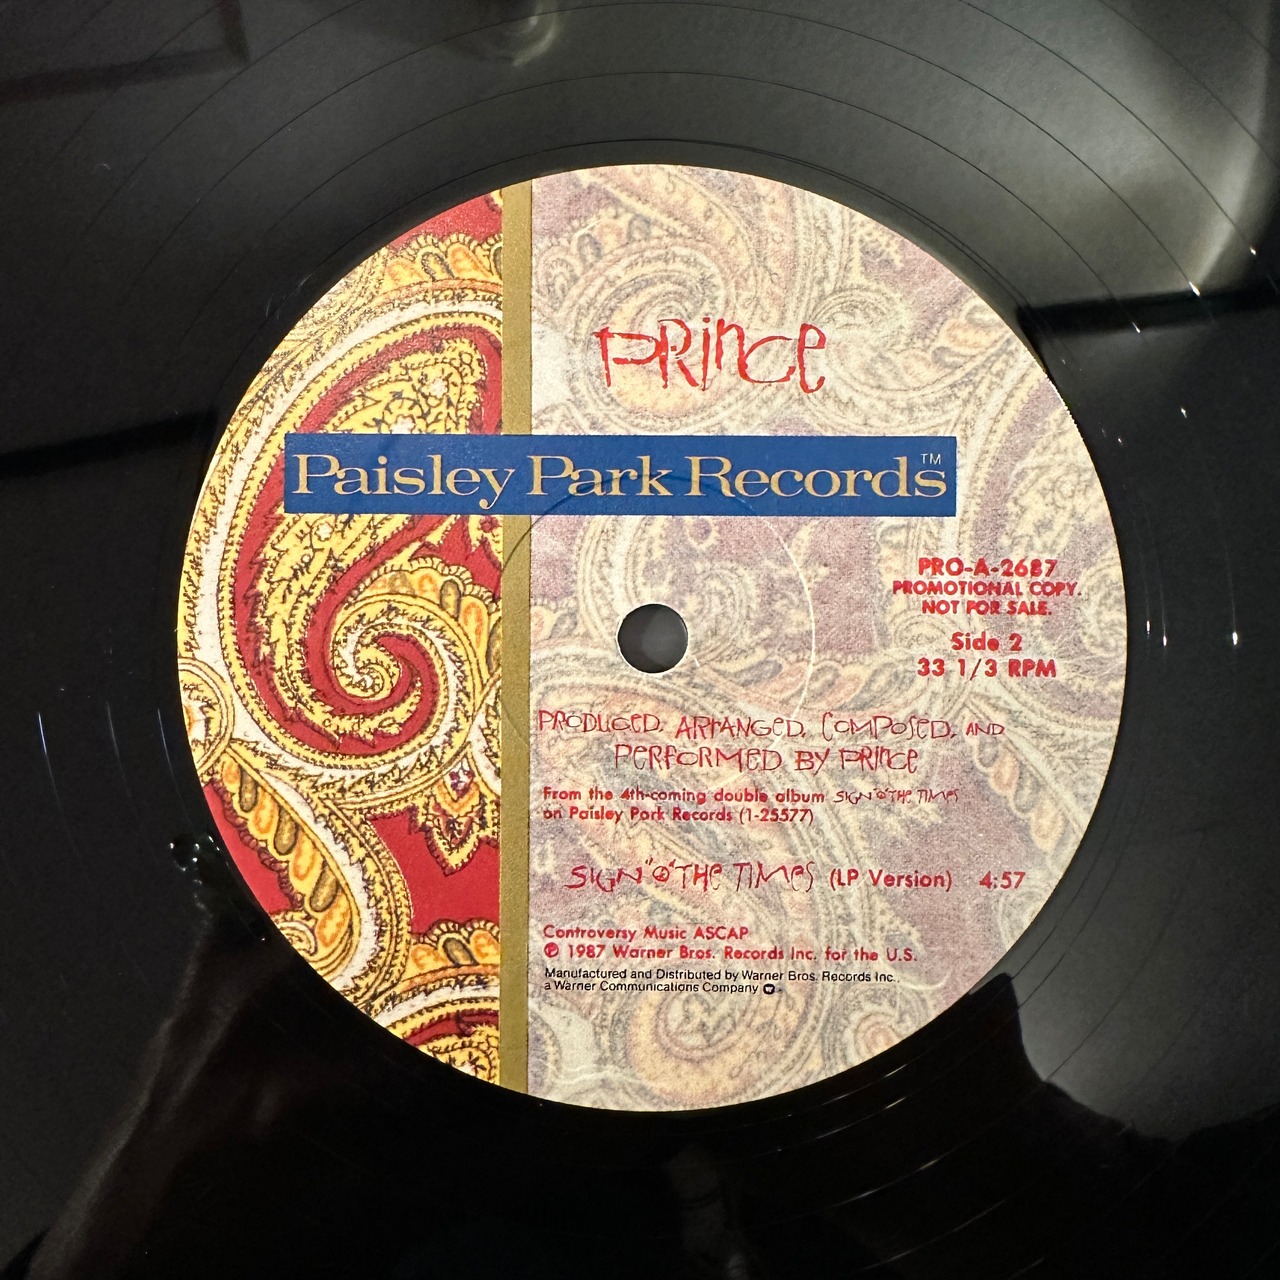 PRINCE
Paisley Park Records™
PRO-A-2687
PROMOTIONAL COPY.
NOT FOR SALE.
Side 2
33 1/3 RPM
PRODUCED, ARRANGED, COMPOSED, AND
PERFORMED BY PRINCE
From the 4th-coming double album SIGN "☮" THE TIMES
on Paisley Park Records (1-25577)
SIGN "☮" THE TIMES (LP Version) 4:57
Controversy Music ASCAP
℗ 1987 Warner Bros. Records Inc. for the U.S.
Manufactured and Distributed by Warner Bros. Records Inc.,
a Warner Communications Company